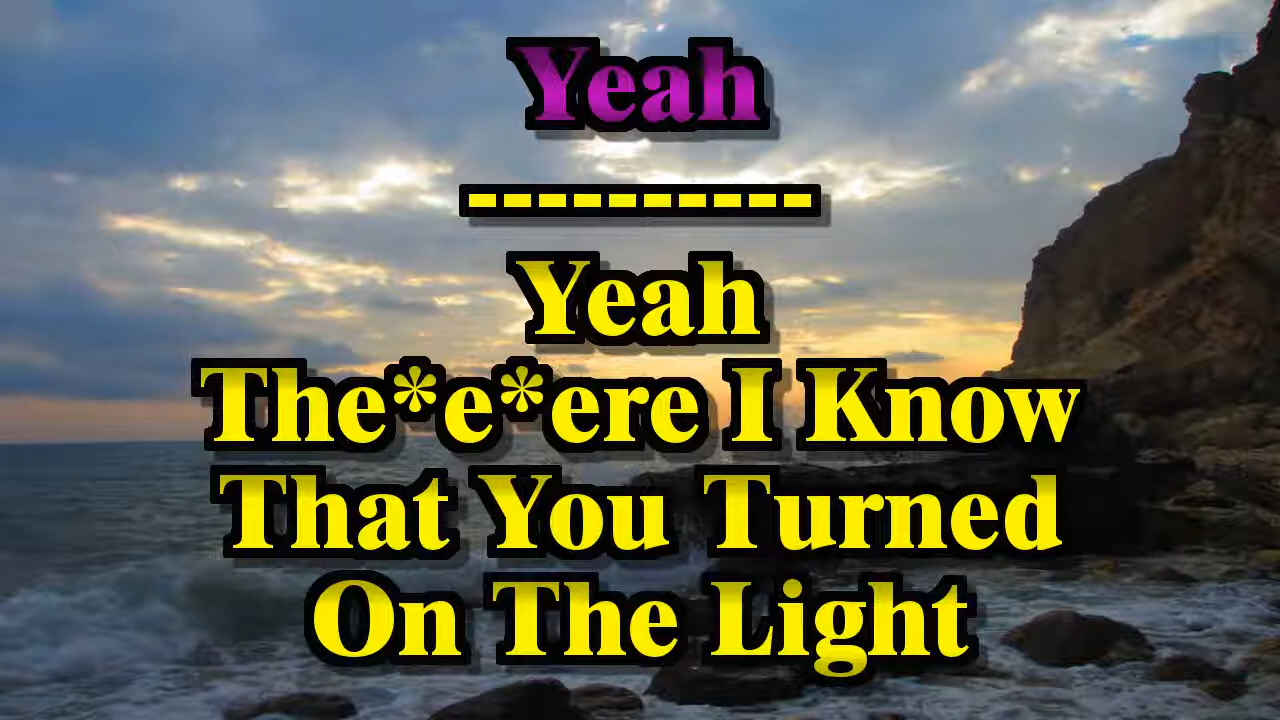 Yeah
----------
Yeah
The*e*ere I Know
That You Turned
On The Light